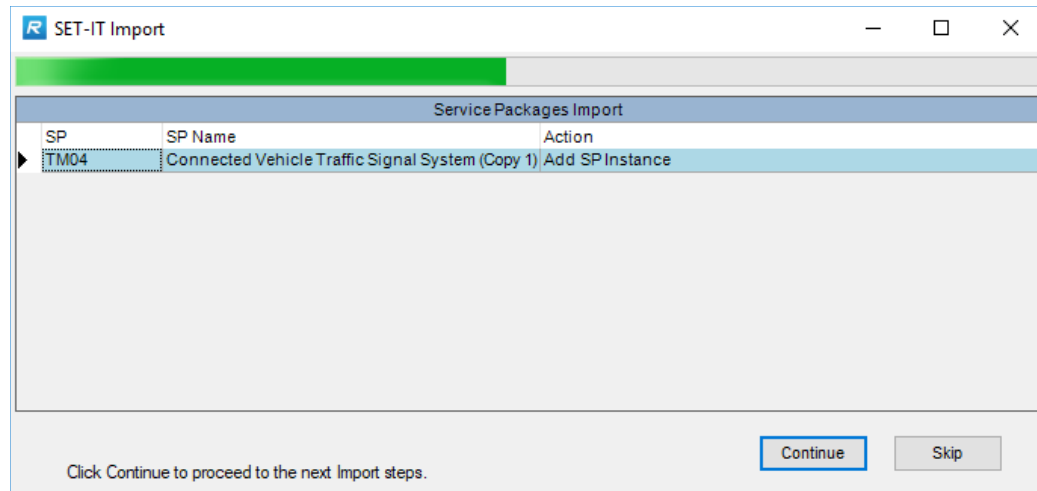 R SET-IT Import
Service Packages Import
SP SP Name Action
TM04 Connected Vehicle Traffic Signal System (Copy 1) Add SP Instance
Continue Skip
Click Continue to proceed to the next Import steps.